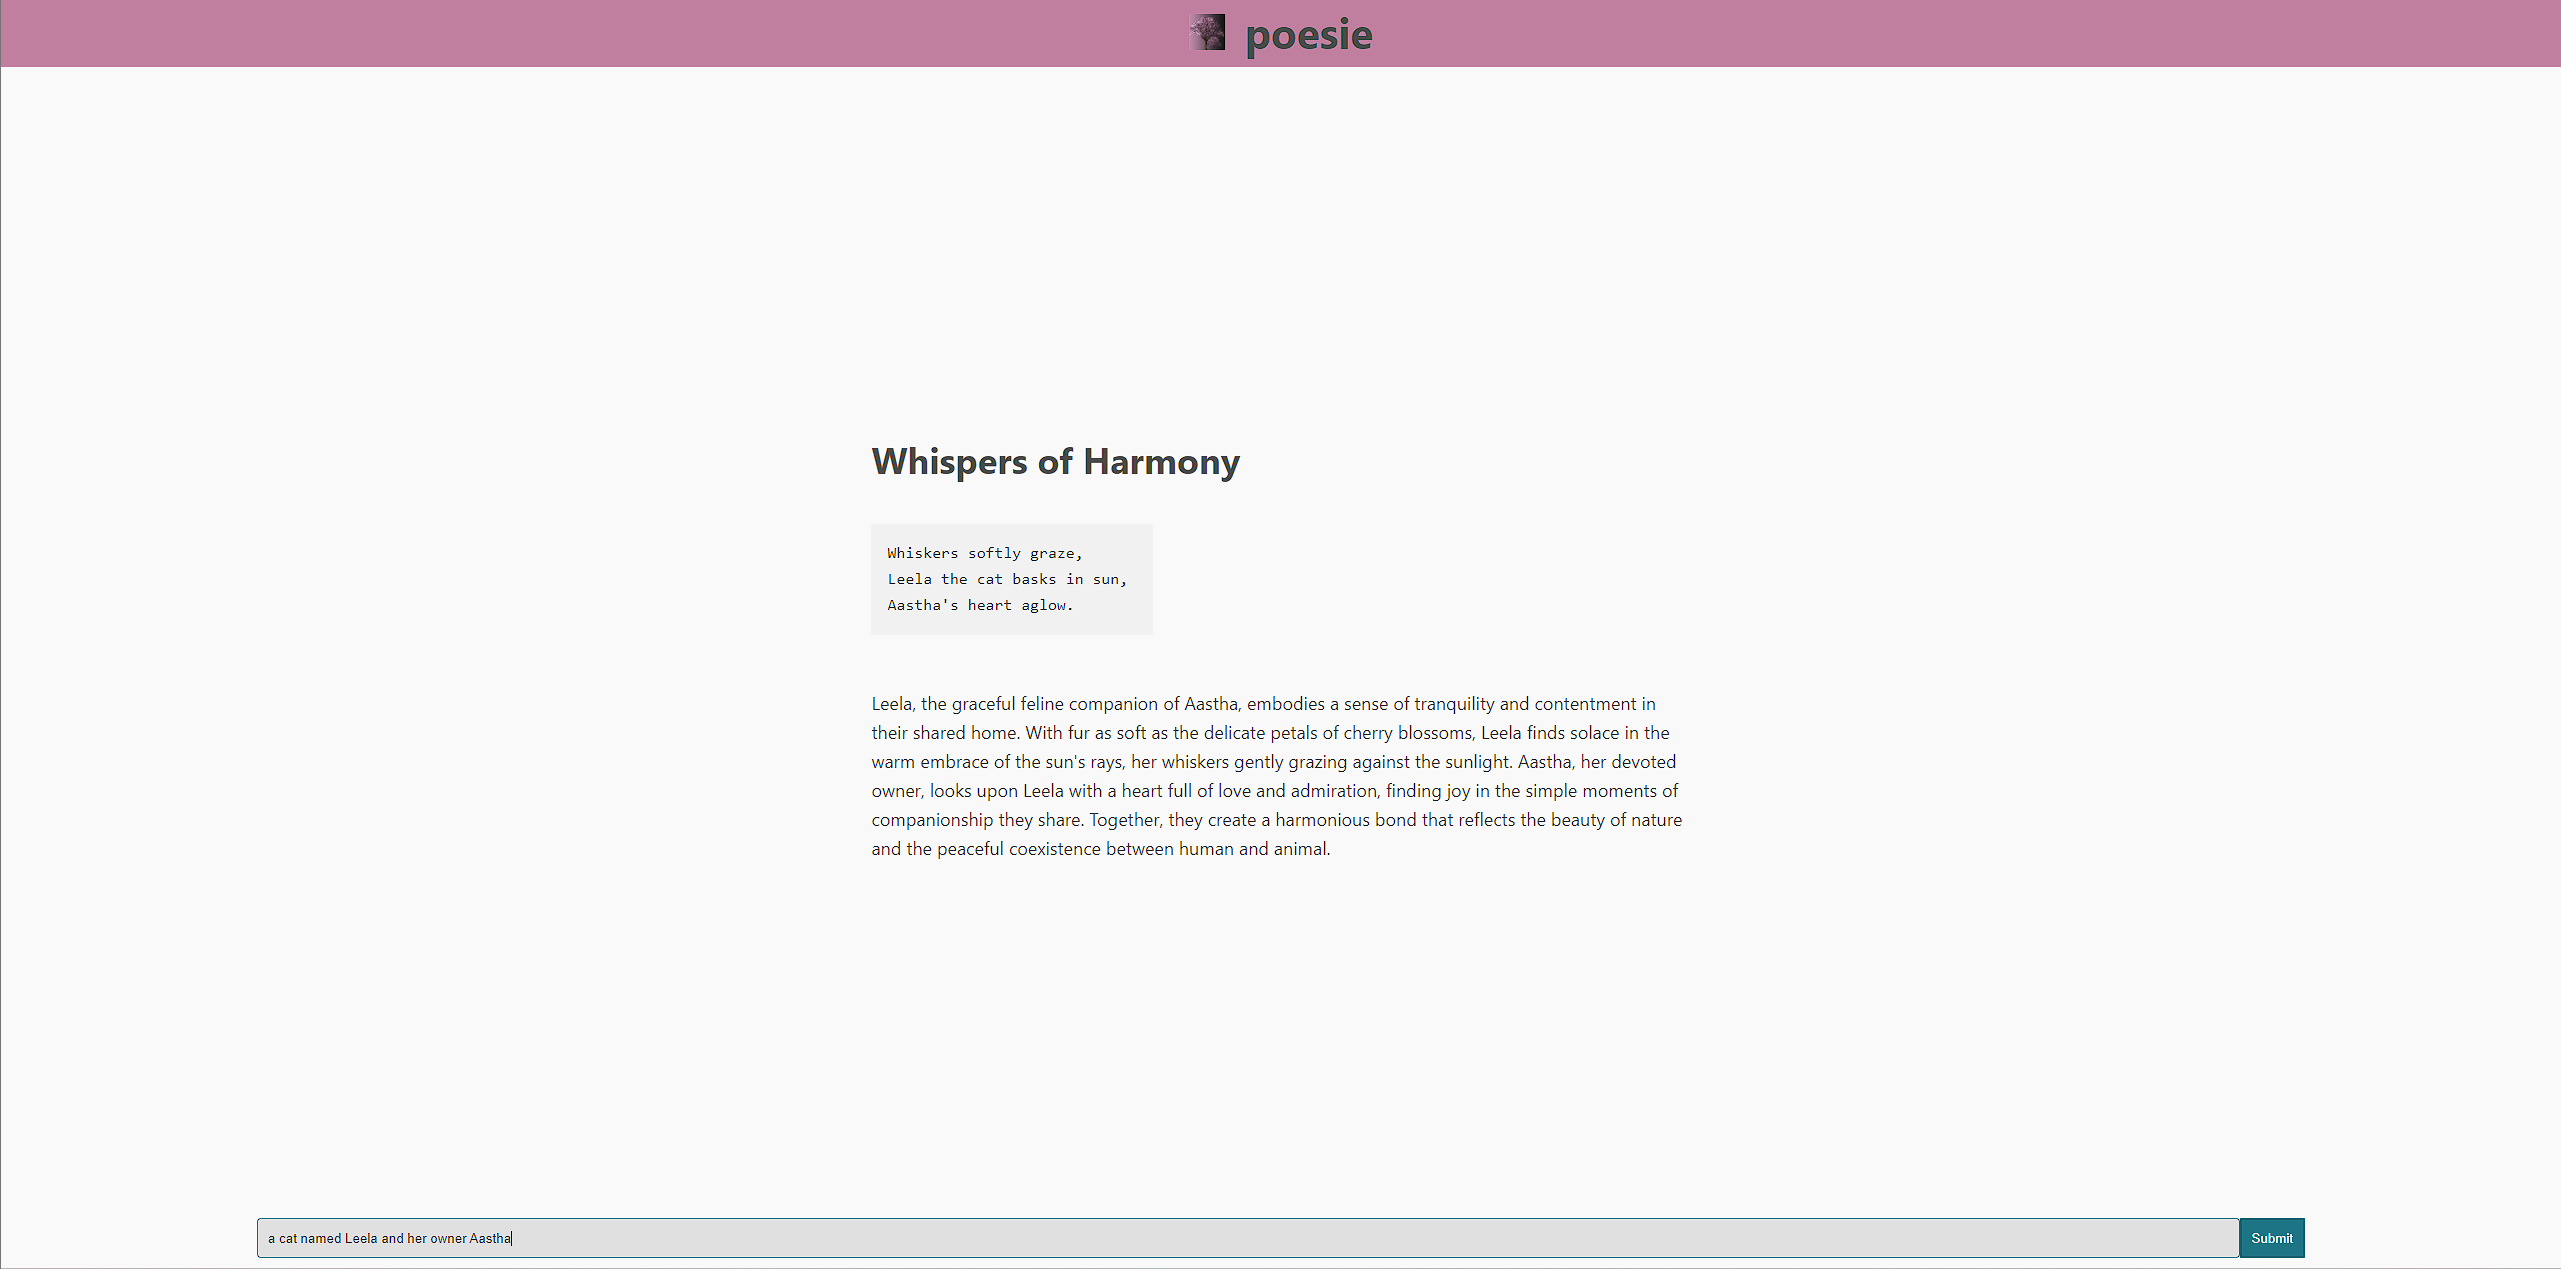 poesie
Whispers of Harmony
Whiskers softly graze,
Leela the cat basks in sun,
Aastha's heart aglow.
Leela, the graceful feline companion of Aastha, embodies a sense of tranquility and contentment in
their shared home. With fur as soft as the delicate petals of cherry blossoms, Leela finds solace in the
warm embrace of the sun's rays, her whiskers gently grazing against the sunlight. Aastha, her devoted
owner, looks upon Leela with a heart full of love and admiration, finding joy in the simple moments of
companionship they share. Together, they create a harmonious bond that reflects the beauty of nature
and the peaceful coexistence between human and animal.
a cat named Leela and her owner Aastha
Submit